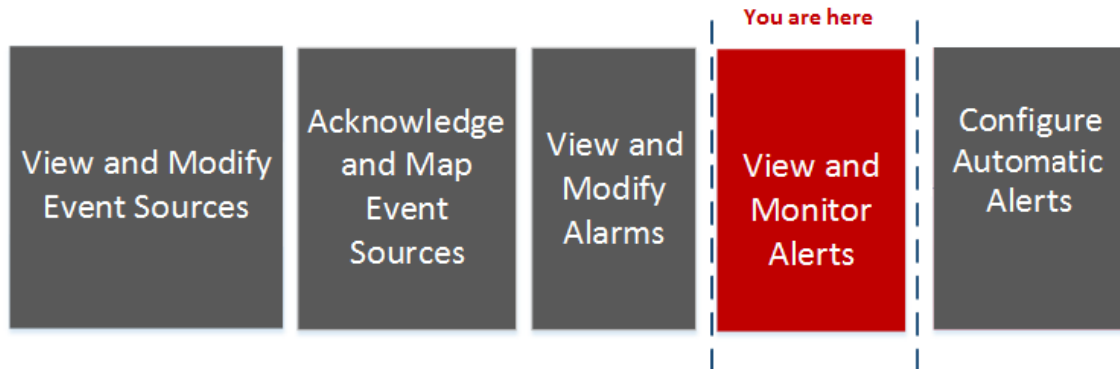 You are here
View and Modify
Event Sources
Acknowledge
and Map
Event
Sources
View and
Modify
Alarms
View and
Monitor
Alerts
Configure
Automatic
Alerts